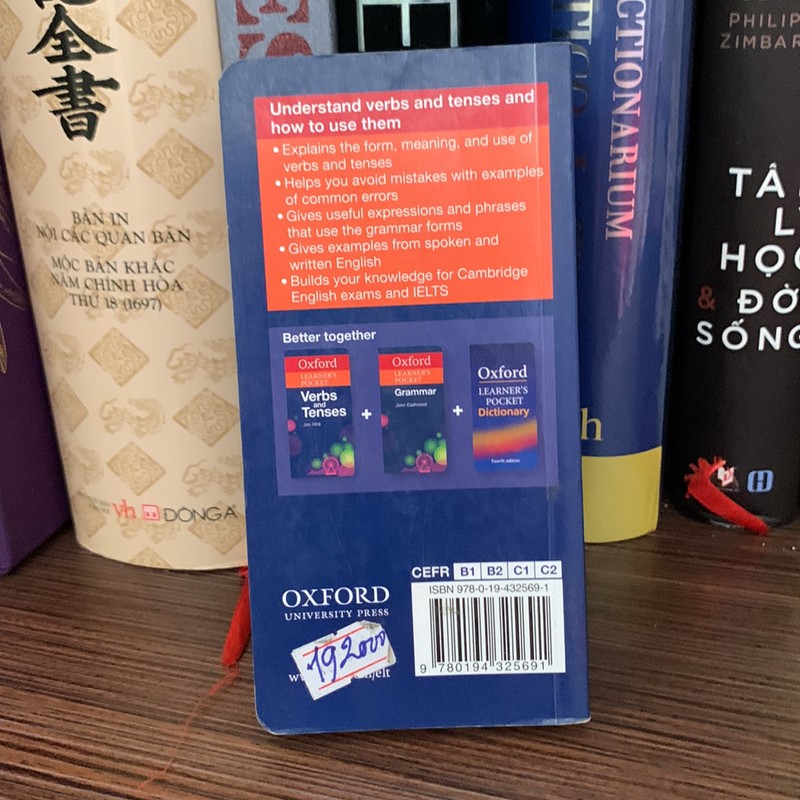 全書
BẢN IN
NỘI CÁC QUAN BẢN
MỘC BẢN KHẮC
NĂM CHÍNH HÒA
THỨ 18 (1697)
ĐÔNG A
Understand verbs and tenses and
how to use them
• Explains the form, meaning, and use of
verbs and tenses
• Helps you avoid mistakes with examples
of common errors
• Gives useful expressions and phrases
that use the grammar forms
• Gives examples from spoken and
written English
• Builds your knowledge for Cambridge
English exams and IELTS
Better together
Oxford
LEARNER'S
POCKET
Verbs
and
Tenses
Jon Hird
+
Oxford
LEARNER'S
POCKET
Grammar
John Eastwood
+
Oxford
LEARNER'S
POCKET
Dictionary
Fourth edition
CEFR B1 B2 C1 C2
ISBN 978-0-19-432569-1
9 780194 325691
OXFORD
UNIVERSITY PRESS
192000
CTIONARIUM
PHILIP
ZIMBAR
TÂ
L
HỌC
& ĐỜ
SỐNG